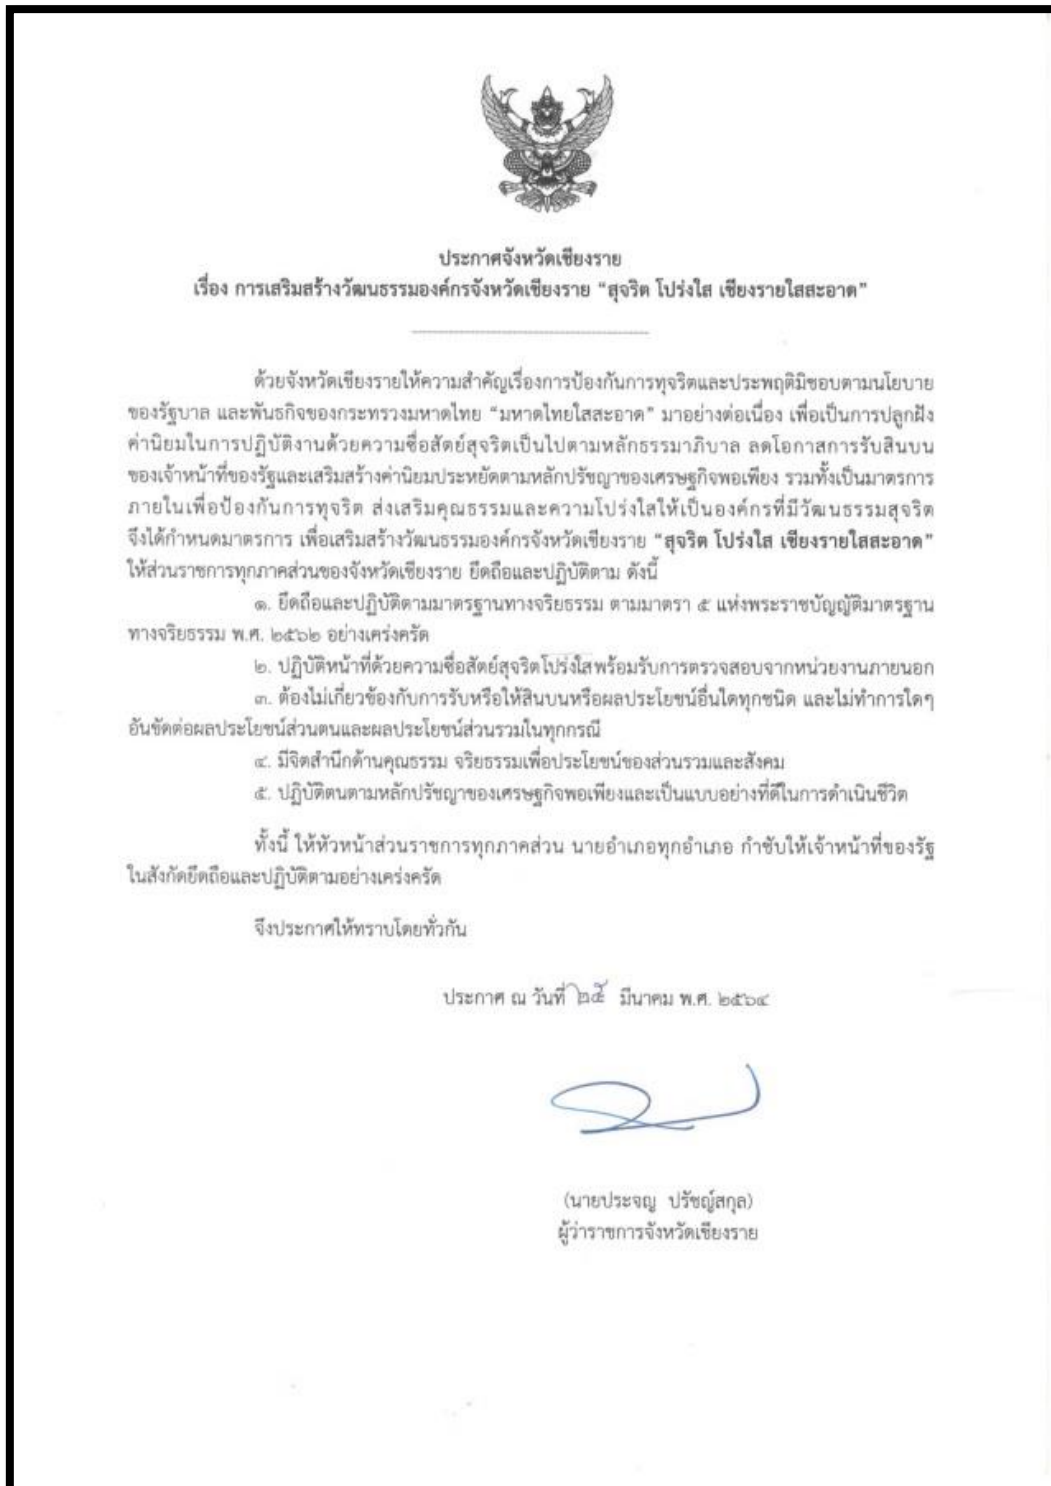 ประกาศจังหวัดเชียงราย
เรื่อง การเสริมสร้างวัฒนธรรมองค์กรจังหวัดเชียงราย “สุจริต โปร่งใส เชียงรายใสสะอาด”
ด้วยจังหวัดเชียงรายให้ความสำคัญเรื่องการป้องกันการทุจริตและประพฤติมิชอบตามนโยบาย
ของรัฐบาล และพันธกิจของกระทรวงมหาดไทย “มหาดไทยใสสะอาด” มาอย่างต่อเนื่อง เพื่อเป็นการปลูกฝัง
ค่านิยมในการปฏิบัติงานด้วยความซื่อสัตย์สุจริตเป็นไปตามหลักธรรมาภิบาล ลดโอกาสการรับสินบน
ของเจ้าหน้าที่ของรัฐและเสริมสร้างค่านิยมประหยัดตามหลักปรัชญาของเศรษฐกิจพอเพียง รวมทั้งเป็นมาตรการ
ภายในเพื่อป้องกันการทุจริต ส่งเสริมคุณธรรมและความโปร่งใสให้เป็นองค์กรที่มีวัฒนธรรมสุจริต
จึงได้กำหนดมาตรการ เพื่อเสริมสร้างวัฒนธรรมองค์กรจังหวัดเชียงราย “สุจริต โปร่งใส เชียงรายใสสะอาด”
ให้ส่วนราชการทุกภาคส่วนของจังหวัดเชียงราย ยึดถือและปฏิบัติตาม ดังนี้
๑. ยึดถือและปฏิบัติตามมาตรฐานทางจริยธรรม ตามมาตรา ๕ แห่งพระราชบัญญัติมาตรฐาน
ทางจริยธรรม พ.ศ. ๒๕๖๒ อย่างเคร่งครัด
๒. ปฏิบัติหน้าที่ด้วยความซื่อสัตย์สุจริตโปร่งใสพร้อมรับการตรวจสอบจากหน่วยงานภายนอก
๓. ต้องไม่เกี่ยวข้องกับการรับหรือให้สินบนหรือผลประโยชน์อื่นใดทุกชนิด และไม่ทำการใดๆ
อันขัดต่อผลประโยชน์ส่วนตนและผลประโยชน์ส่วนรวมในทุกกรณี
๔. มีจิตสำนึกด้านคุณธรรม จริยธรรมเพื่อประโยชน์ของส่วนรวมและสังคม
๕. ปฏิบัติตนตามหลักปรัชญาของเศรษฐกิจพอเพียงและเป็นแบบอย่างที่ดีในการดำเนินชีวิต
ทั้งนี้ ให้หัวหน้าส่วนราชการทุกภาคส่วน นายอำเภอทุกอำเภอ กำชับให้เจ้าหน้าที่ของรัฐ
ในสังกัดยึดถือและปฏิบัติตามอย่างเคร่งครัด
จึงประกาศให้ทราบโดยทั่วกัน
ประกาศ ณ วันที่ ๒๕ มีนาคม พ.ศ. ๒๕๖๔
(นายประจญ ปรัชญ์สกุล)
ผู้ว่าราชการจังหวัดเชียงราย